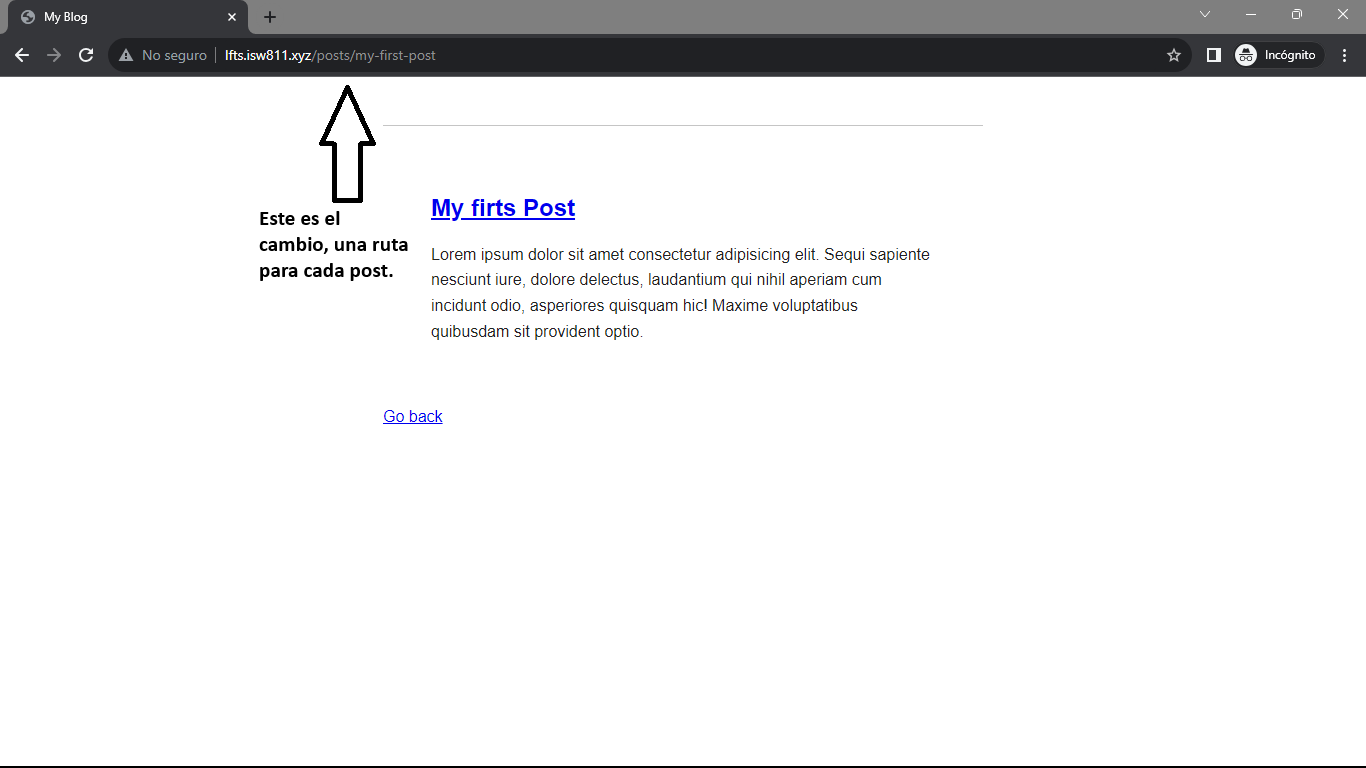 My Blog
Incógnito
No seguro
lfts.isw811.xyz/posts/my-first-post
Este es el
cambio, una ruta
para cada post.
My firts Post
Lorem ipsum dolor sit amet consectetur adipisicing elit. Sequi sapiente
nesciunt iure, dolore delectus, laudantium qui nihil aperiam cum
incidunt odio, asperiores quisquam hic! Maxime voluptatibus
quibusdam sit provident optio.
Go back